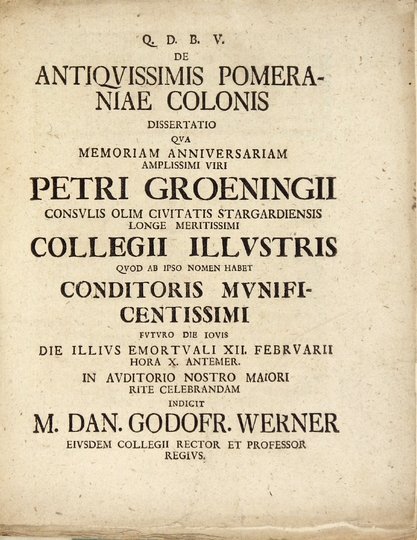 Q. D. B. V.
DE
ANTIQVISSIMIS POMERA-
NIAE COLONIS
DISSERTATIO
QVA
MEMORIAM ANNIVERSARIAM
AMPLISSIMI VIRI
PETRI GROENINGII
CONSVLIS OLIM CIVITATIS STARGARDIENSIS
LONGE MERITISSIMI
COLLEGII ILLVSTRIS
QVOD AB IPSO NOMEN HABET
CONDITORIS MVNIFI-
CENTISSIMI
FVTVRO DIE IOVIS
DIE ILLIVS EMORTVALI XII. FEBRVARII
HORA X. ANTEMER.
IN AVDITORIO NOSTRO MAIORI
RITE CELEBRANDAM
INDICIT
M. DAN. GODOFR. WERNER
EIVSDEM COLLEGII RECTOR ET PROFESSOR
REGIVS.